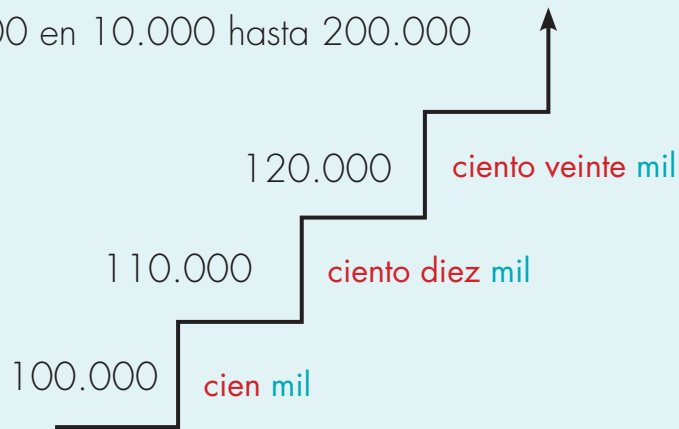 en 10.000 hasta 200.000
120.000 ciento veinte mil
110.000 ciento diez mil
100.000 cien mil